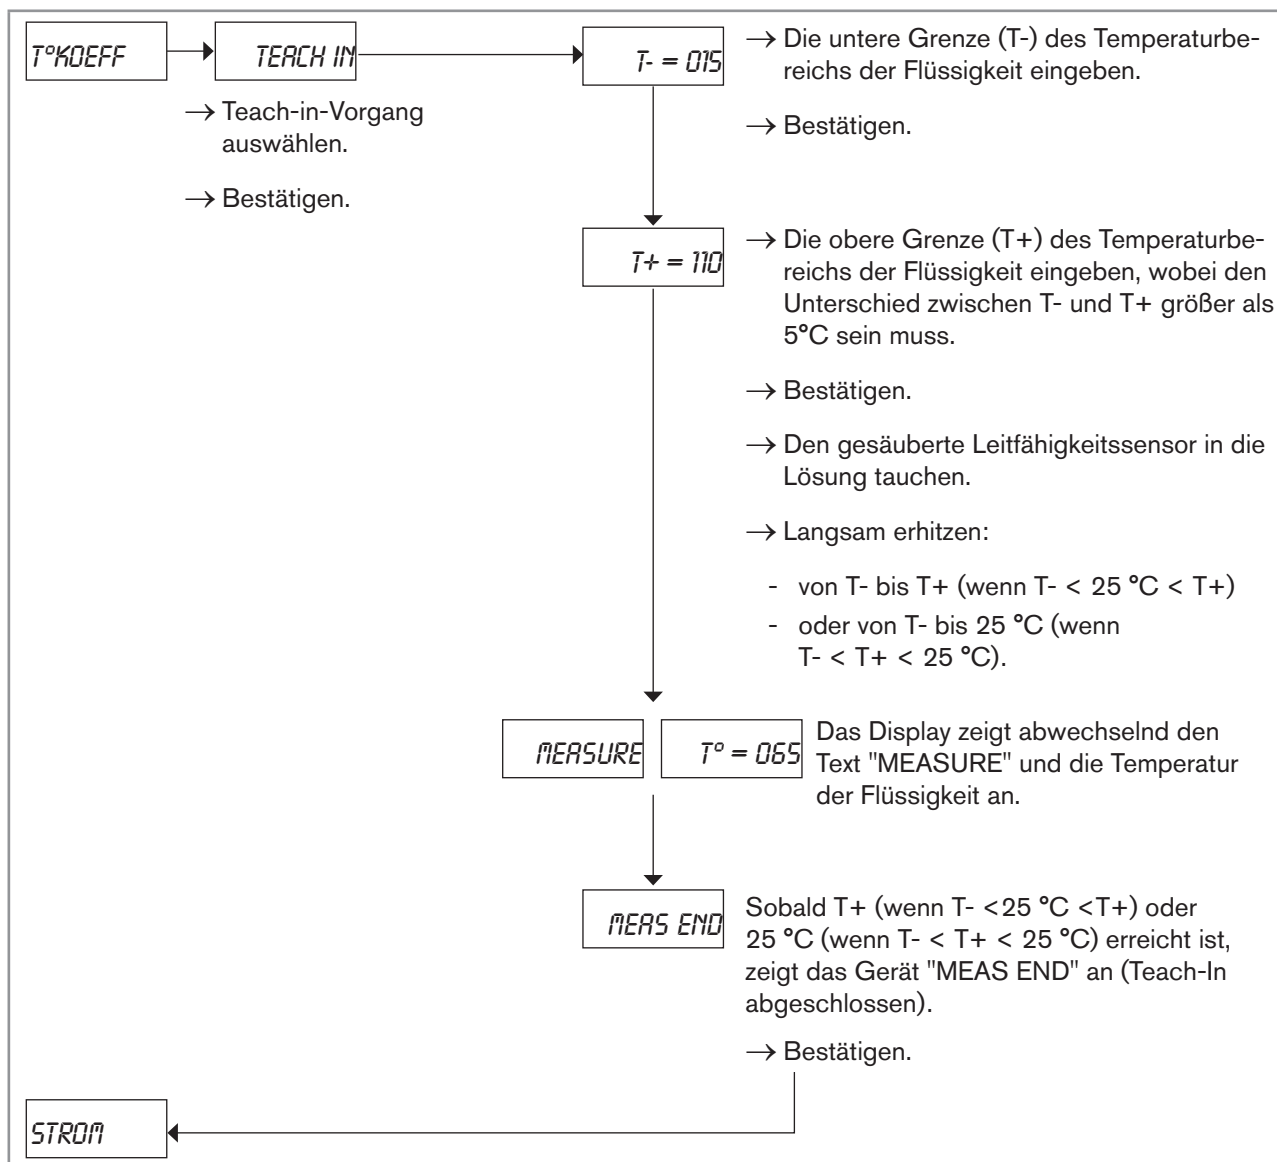 T°KOEFF
TEACH IN
→ Teach-in-Vorgang
auswählen.
→ Bestätigen.
T- = 015
→ Die untere Grenze (T-) des Temperaturbe-
reichs der Flüssigkeit eingeben.
→ Bestätigen.
T+ = 110
→ Die obere Grenze (T+) des Temperaturbe-
reichs der Flüssigkeit eingeben, wobei den
Unterschied zwischen T- und T+ größer als
5°C sein muss.
→ Bestätigen.
→ Den gesäuberte Leitfähigkeitssensor in die
Lösung tauchen.
→ Langsam erhitzen:
- von T- bis T+ (wenn T- < 25 °C < T+)
- oder von T- bis 25 °C (wenn
T- < T+ < 25 °C).
MEASURE
T° = 065
Das Display zeigt abwechselnd den
Text "MEASURE" und die Temperatur
der Flüssigkeit an.
MEAS END
Sobald T+ (wenn T- <25 °C <T+) oder
25 °C (wenn T- < T+ < 25 °C) erreicht ist,
zeigt das Gerät "MEAS END" an (Teach-In
abgeschlossen).
→ Bestätigen.
STROM